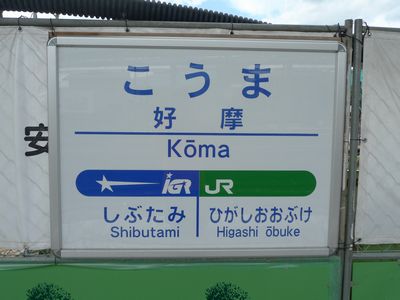 こうま
好摩
Kōma
IGR JR
しぶたみ ひがしおおぶけ
Shibutami Higashi ōbuke
安